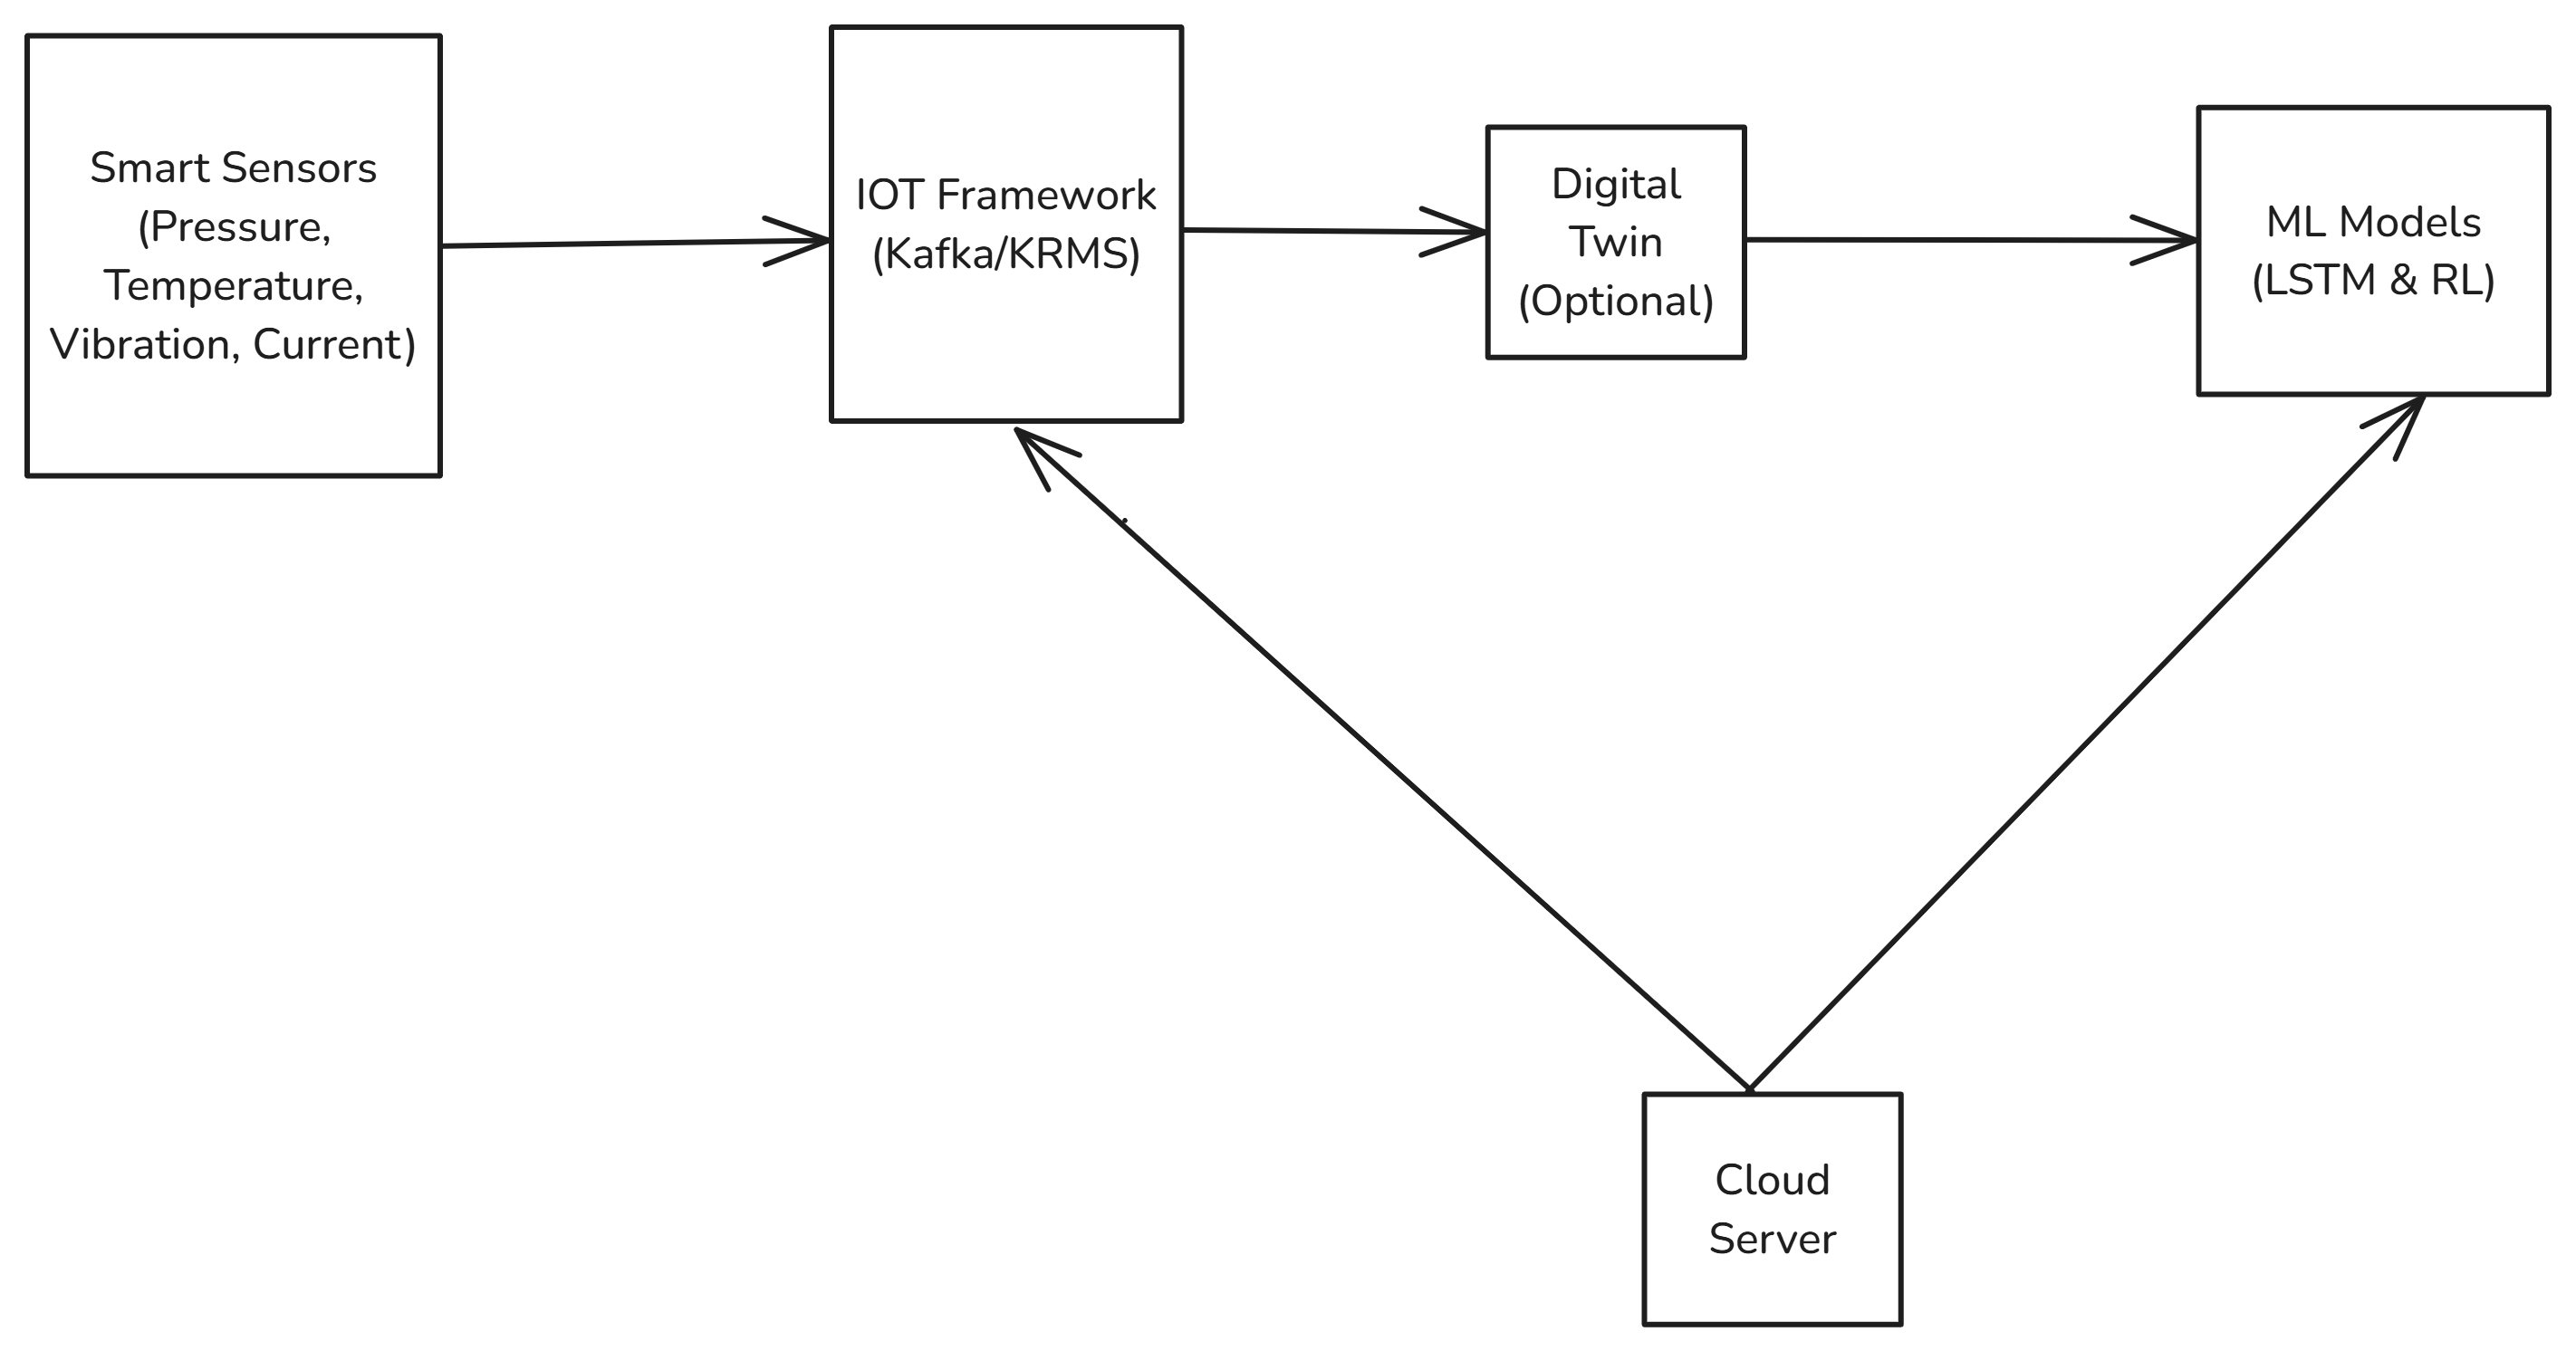 Smart Sensors
(Pressure,
Temperature,
Vibration, Current)
IOT Framework
(Kafka/KRMS)
Digital
Twin
(Optional)
ML Models
(LSTM & RL)
Cloud
Server